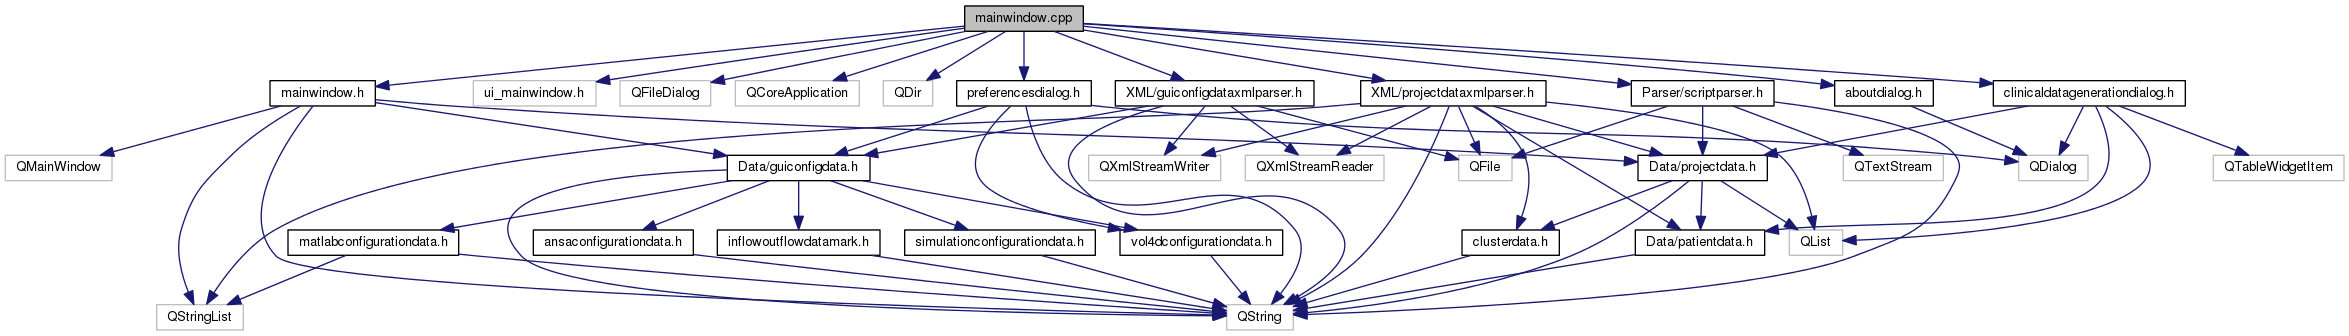 mainwindow.cpp
mainwindow.h
ui_mainwindow.h
QFileDialog
QCoreApplication
QDir
preferencesdialog.h
XML/guiconfigdataxmlparser.h
XML/projectdataxmlparser.h
Parser/scriptparser.h
aboutdialog.h
clinicaldatagenerationdialog.h
QMainWindow
Data/guiconfigdata.h
QXmlStreamWriter
QXmlStreamReader
QFile
Data/projectdata.h
QTextStream
QDialog
QTableWidgetItem
matlabconfigurationdata.h
ansaconfigurationdata.h
inflowoutflowdatamark.h
simulationconfigurationdata.h
vol4dconfigurationdata.h
clusterdata.h
Data/patientdata.h
QList
QStringList
QString